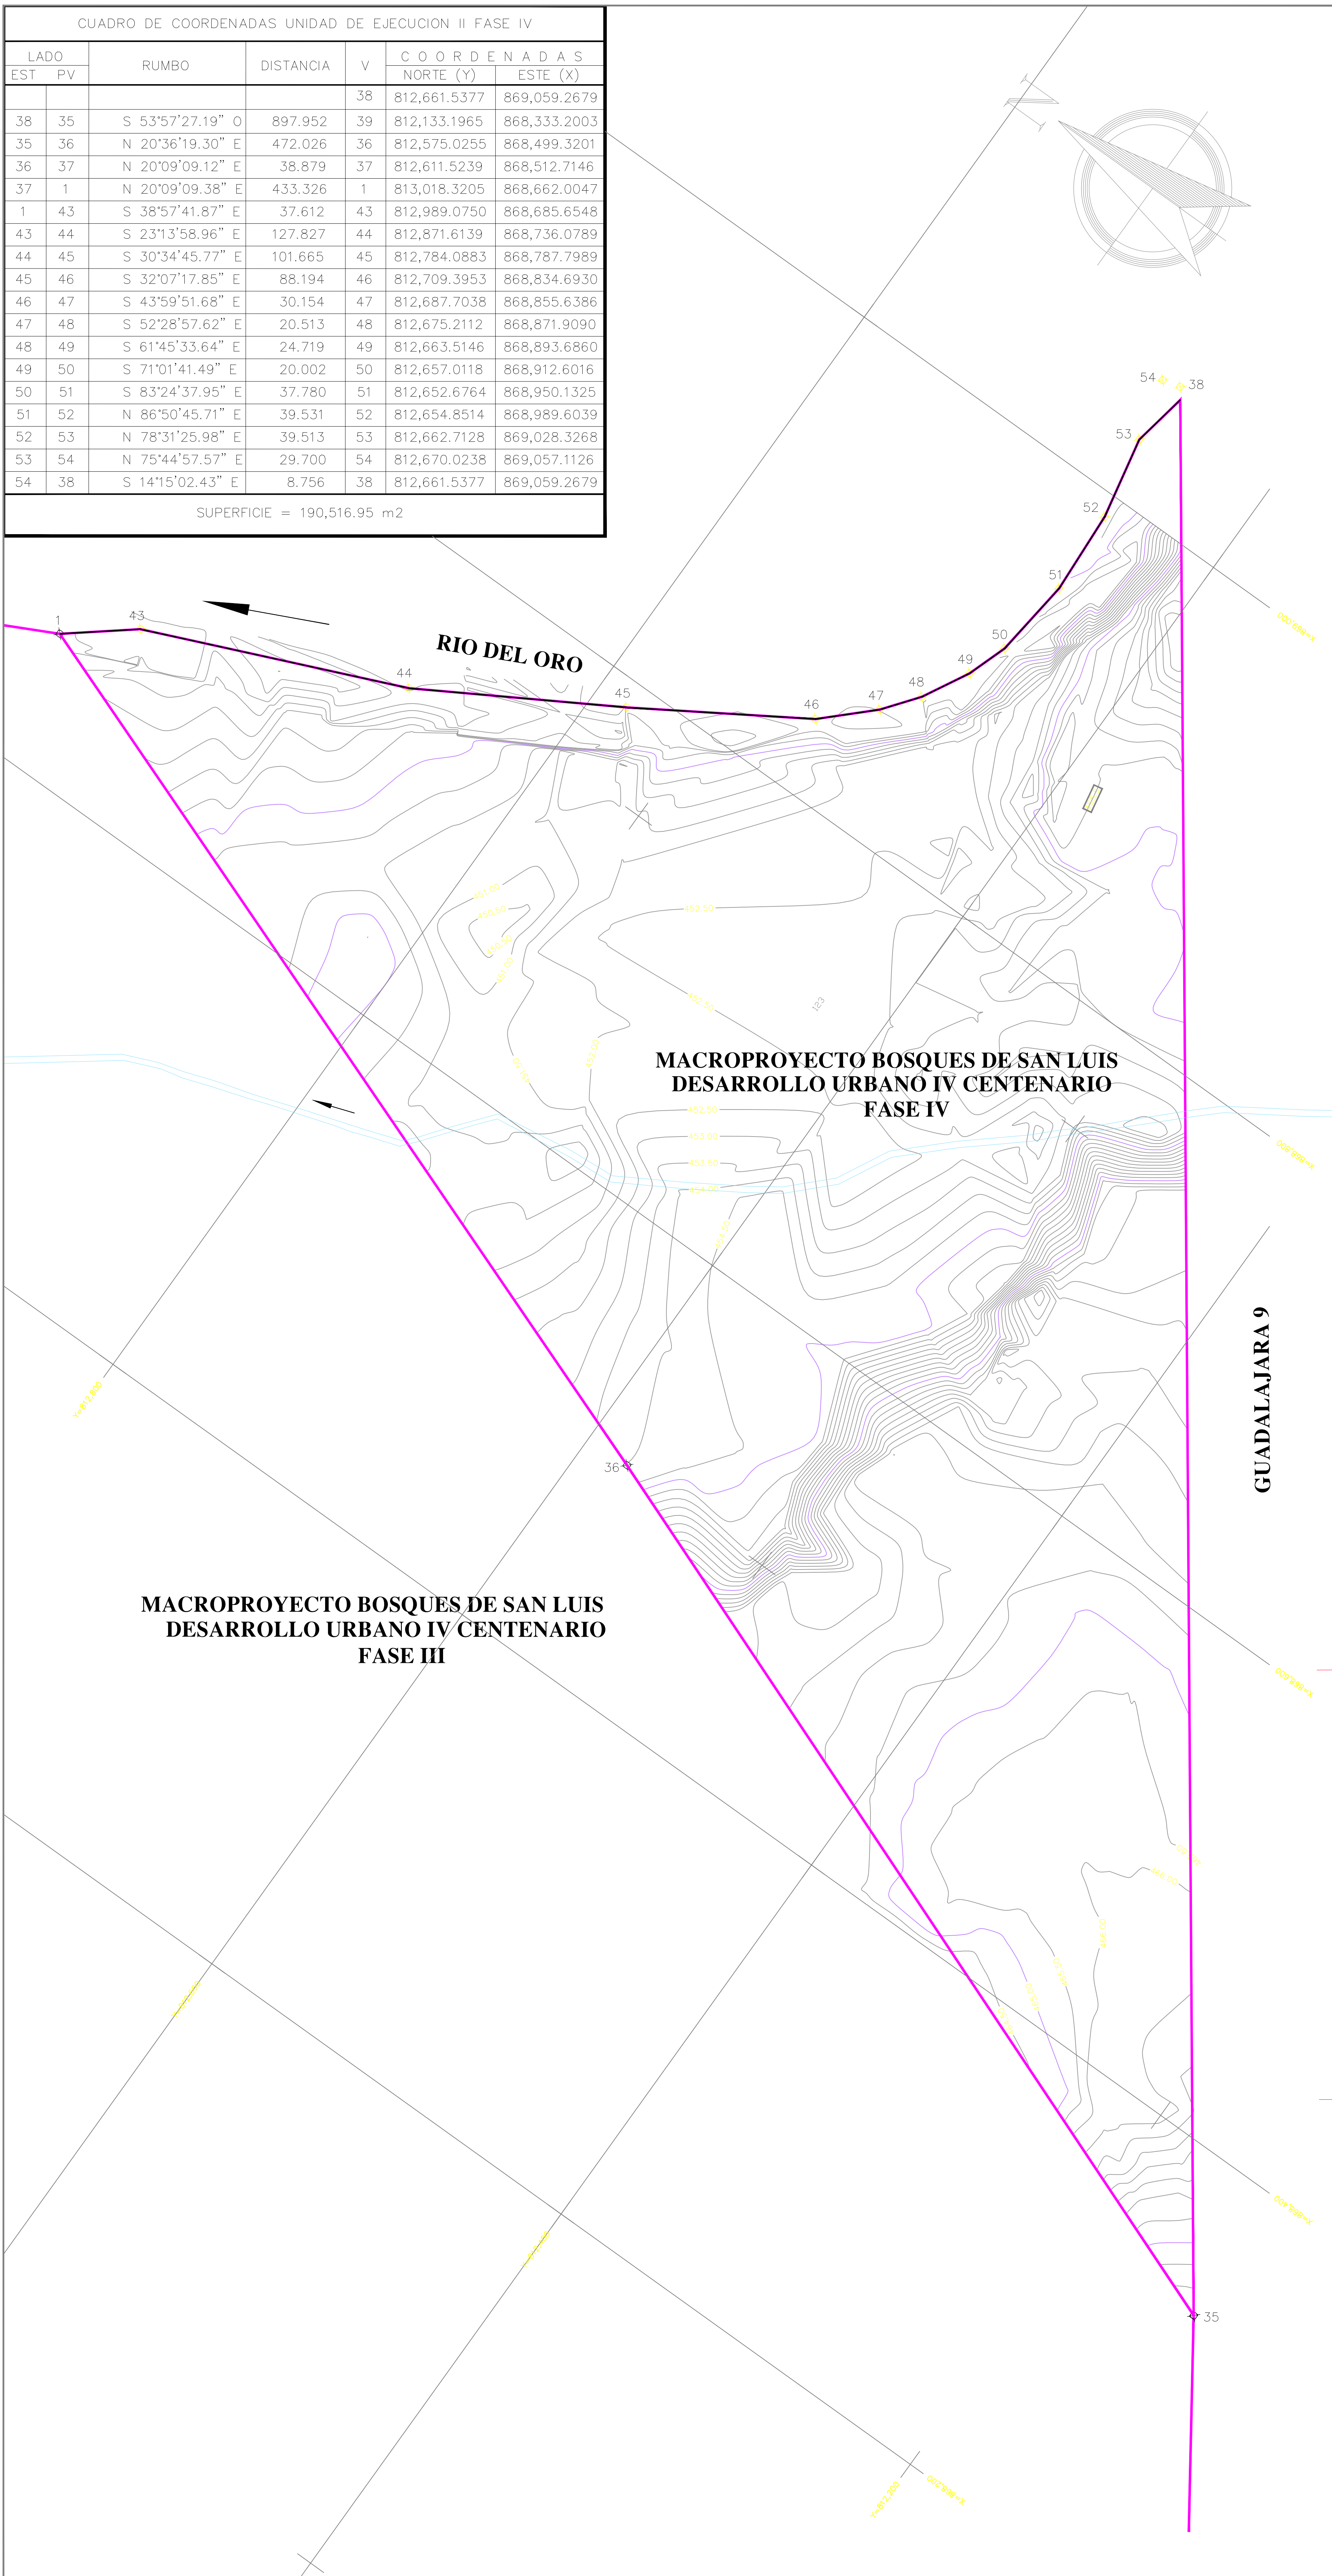 CUADRO DE COORDENADAS UNIDAD DE EJECUCION II FASE IV
LADO RUMBO DISTANCIA V C O O R D E N A D A S
EST PV NORTE (Y) ESTE (X)
38 812,661.5377 869,059.2679
38 35 S 53°57'27.19" O 897.952 39 812,133.1965 868,333.2003
35 36 N 20°36'19.30" E 472.026 36 812,575.0255 868,499.3201
36 37 N 20°09'09.12" E 38.879 37 812,611.5239 868,512.7146
37 1 N 20°09'09.38" E 433.326 1 813,018.3205 868,662.0047
1 43 S 38°57'41.87" E 37.612 43 812,989.0750 868,685.6548
43 44 S 23°13'58.96" E 127.827 44 812,871.6139 868,736.0789
44 45 S 30°34'45.77" E 101.665 45 812,784.0883 868,787.7989
45 46 S 32°07'17.85" E 88.194 46 812,709.3953 868,834.6930
46 47 S 43°59'51.68" E 30.154 47 812,687.7038 868,855.6386
47 48 S 52°28'57.62" E 20.513 48 812,675.2112 868,871.9090
48 49 S 61°45'33.64" E 24.719 49 812,663.5146 868,893.6860
49 50 S 71°01'41.49" E 20.002 50 812,657.0118 868,912.6016
50 51 S 83°24'37.95" E 37.780 51 812,652.6764 868,950.1325
51 52 N 86°50'45.71" E 39.531 52 812,654.8514 868,989.6039
52 53 N 78°31'25.98" E 39.513 53 812,662.7128 869,028.3268
53 54 N 75°44'57.57" E 29.700 54 812,670.0238 869,057.1126
54 38 S 14°15'02.43" E 8.756 38 812,661.5377 869,059.2679
SUPERFICIE = 190,516.95 m2
N
54
38
53
52
51
50
49
48
47
46
45
44
43
1
RIO DEL ORO
451.00
452.50
452.50
123
MACROPROYECTO BOSQUES DE SAN LUIS
DESARROLLO URBANO IV CENTENARIO
FASE IV
454.50
GUADALAJARA 9
Y=812,800
36
MACROPROYECTO BOSQUES DE SAN LUIS
DESARROLLO URBANO IV CENTENARIO
FASE III
35
Y=812,200